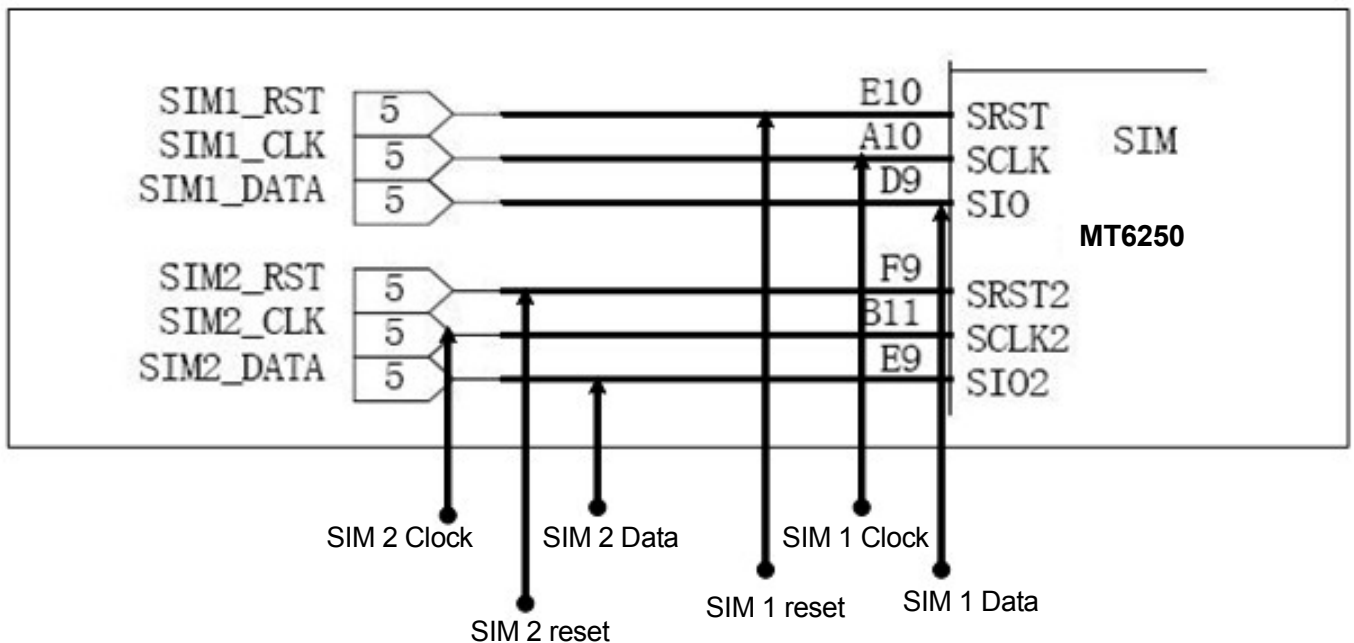 SIM1_RST 5 E10 SRST
SIM1_CLK 5 A10 SCLK SIM
SIM1_DATA 5 D9 SIO
MT6250
SIM2_RST 5 F9 SRST2
SIM2_CLK 5 B11 SCLK2
SIM2_DATA 5 E9 SIO2
SIM 2 Clock SIM 2 Data SIM 1 Clock
SIM 2 reset SIM 1 reset SIM 1 Data